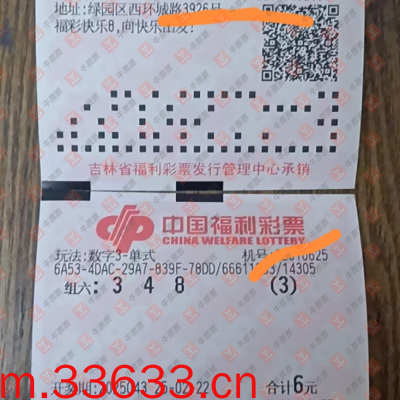 地址:绿园区西环城路3926号
福彩快乐8,向快乐出发!
吉林省福利彩票发行管理中心承销
中国福利彩票
CHINA WELFARE LOTTERY
玩法:数字3-单式 机号:
6A53-4DAC-29A7-839F-78DD/
/14305
组六: 3 4 8 (3)
合计6元
m.33633.cn